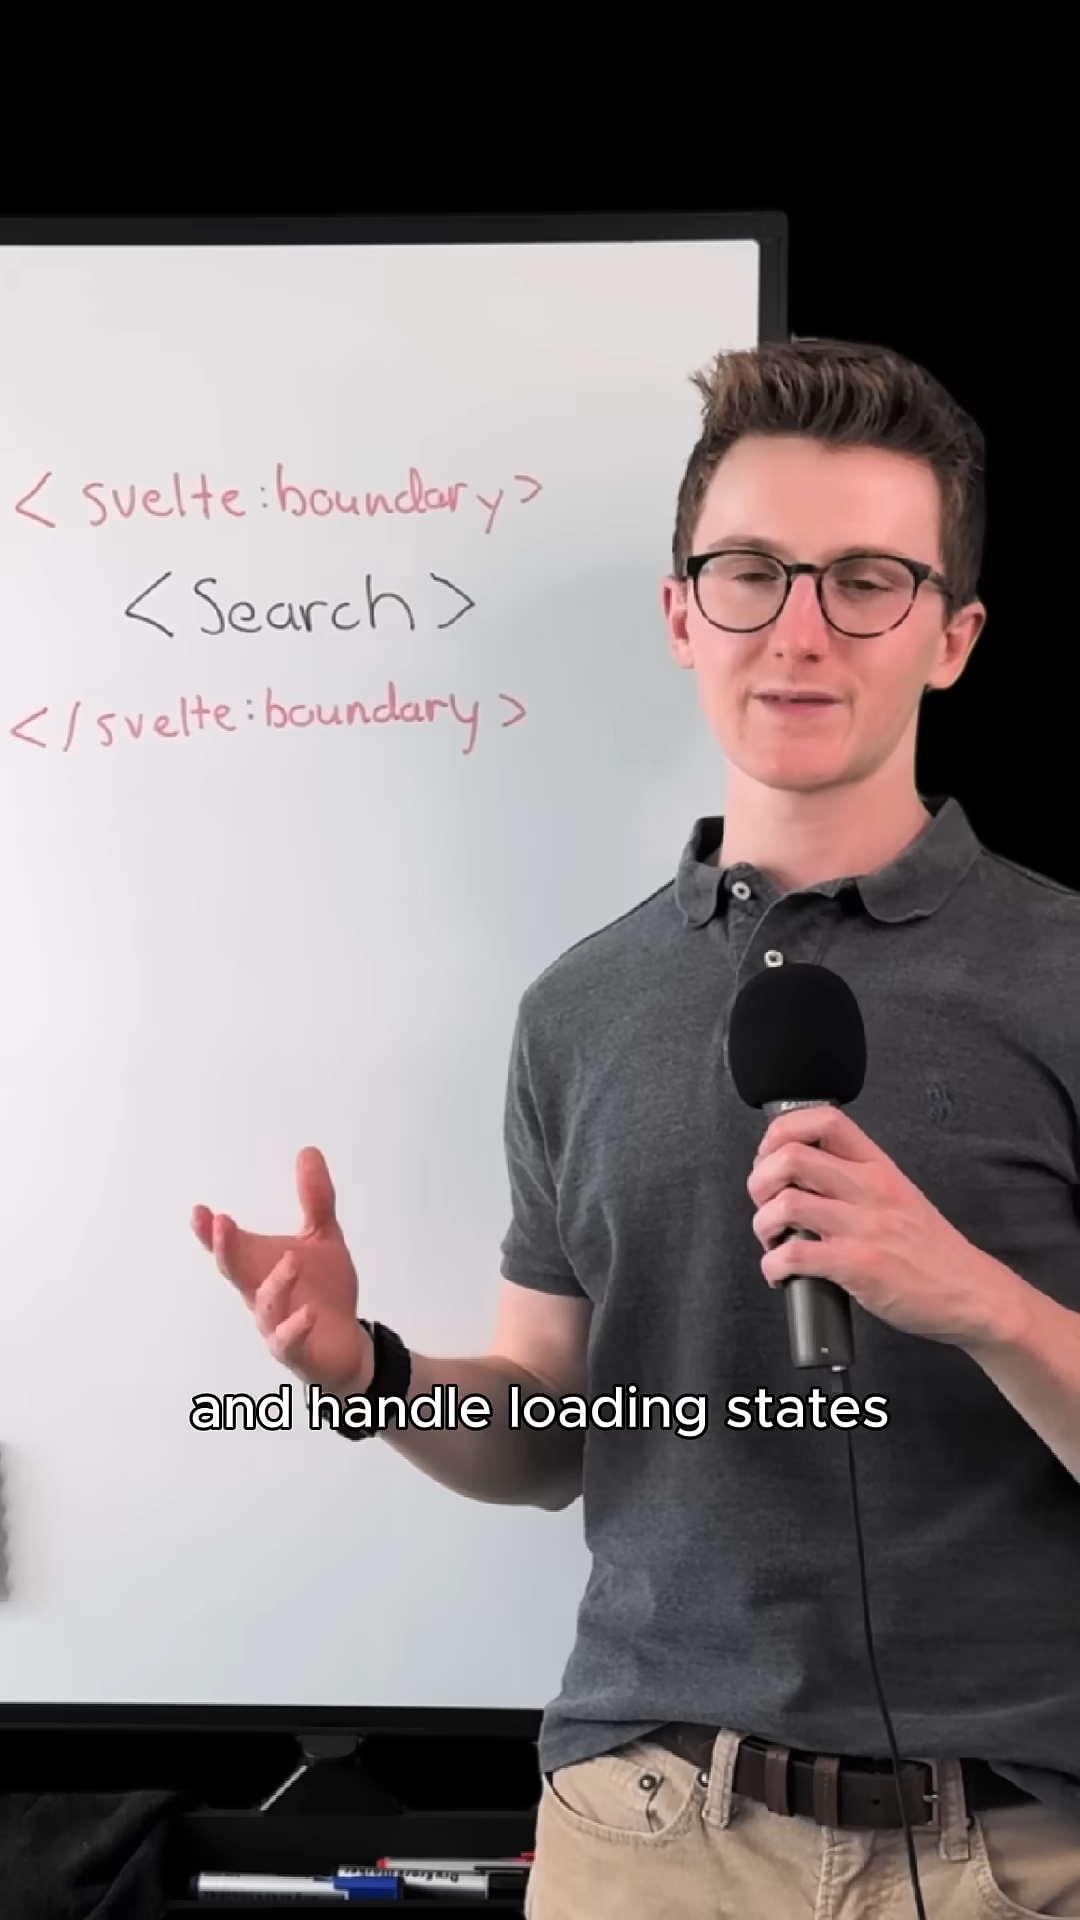 < svelte:boundary>
<Search>
</svelte:boundary>
and handle loading states